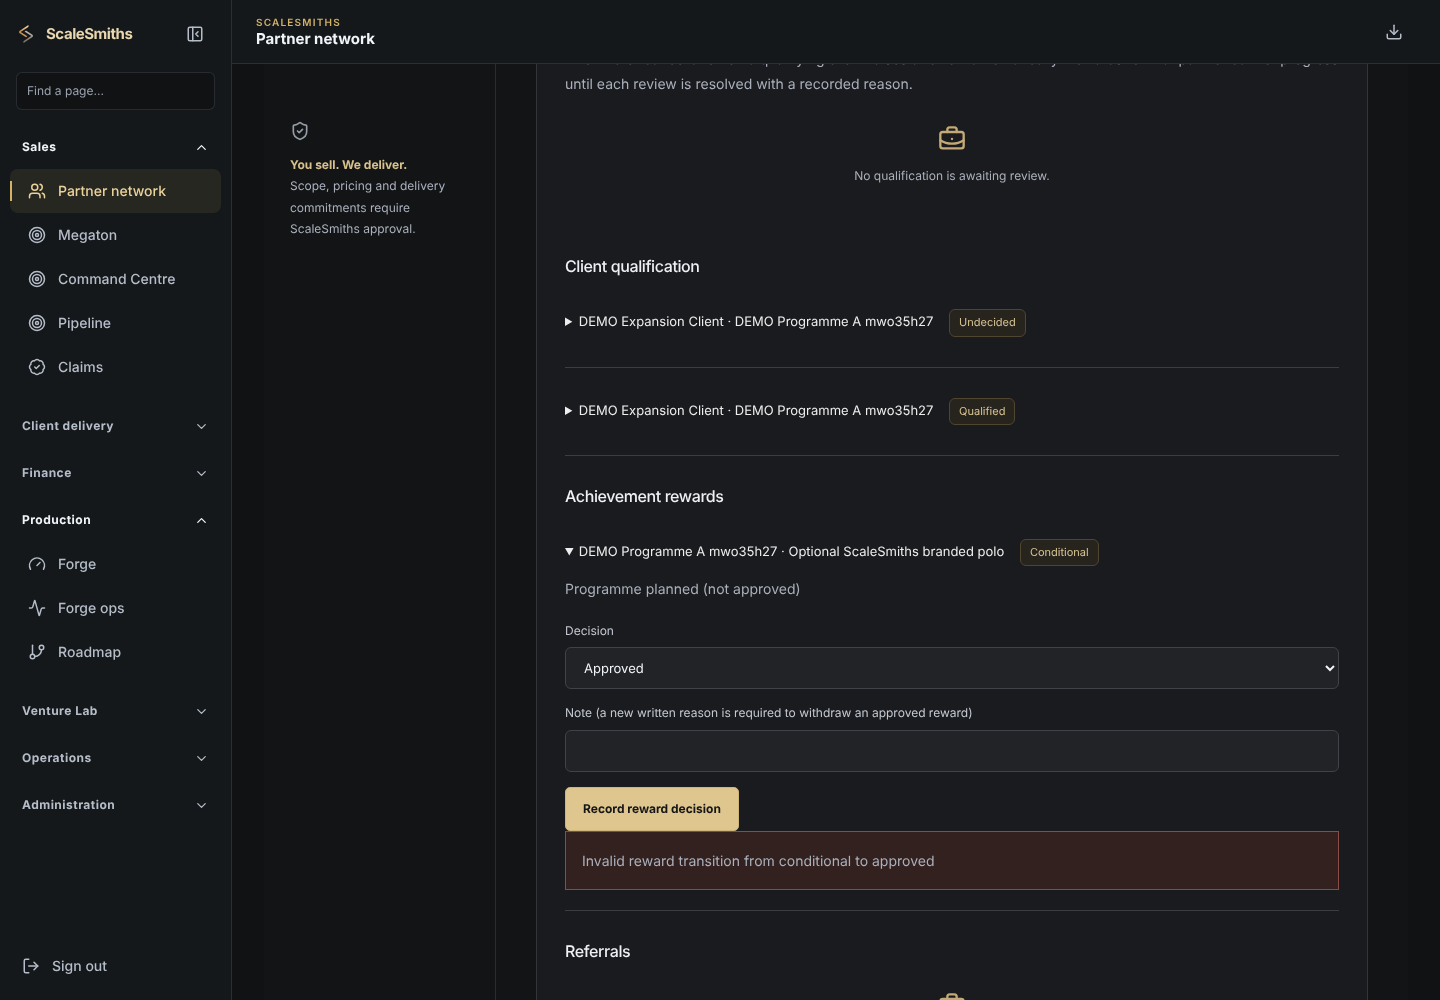 ScaleSmiths
Find a page...
Sales
Partner network
Megaton
Command Centre
Pipeline
Claims
Client delivery
Finance
Production
Forge
Forge ops
Roadmap
Venture Lab
Operations
Administration
Sign out
SCALESMITHS
Partner network
You sell. We deliver.
Scope, pricing and delivery
commitments require
ScaleSmiths approval.
until each review is resolved with a recorded reason.
No qualification is awaiting review.
Client qualification
DEMO Expansion Client · DEMO Programme A mwo35h27 Undecided
DEMO Expansion Client · DEMO Programme A mwo35h27 Qualified
Achievement rewards
DEMO Programme A mwo35h27 · Optional ScaleSmiths branded polo Conditional
Programme planned (not approved)
Decision
Approved
Note (a new written reason is required to withdraw an approved reward)
Record reward decision
Invalid reward transition from conditional to approved
Referrals